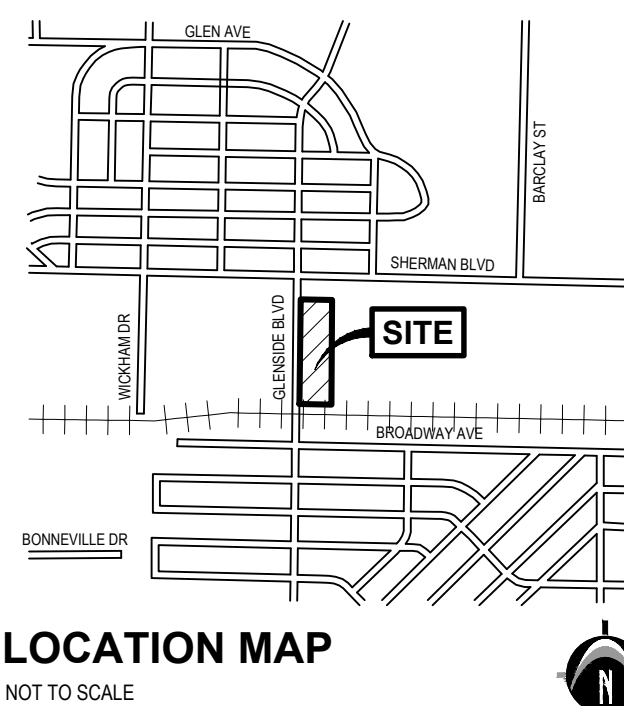 GLEN AVE
BARCLAY ST
SHERMAN BLVD
WICKHAM DR
GLENSIDE BLVD
SITE
BROADWAY AVE
BONNEVILLE DR
LOCATION MAP
NOT TO SCALE
N